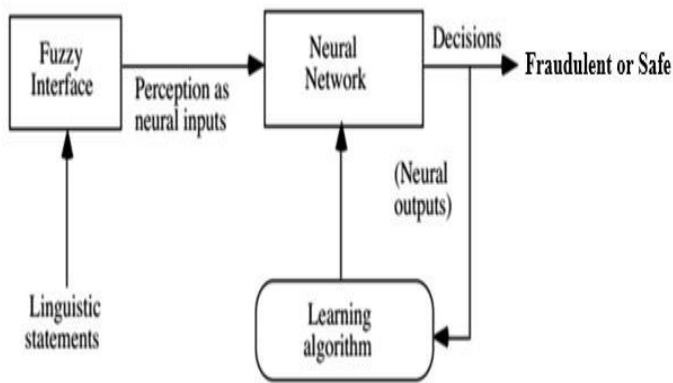 Fuzzy
Interface
Perception as
neural inputs
Neural
Network
Decisions
Fraudulent or Safe
(Neural
outputs)
Linguistic
statements
Learning
algorithm